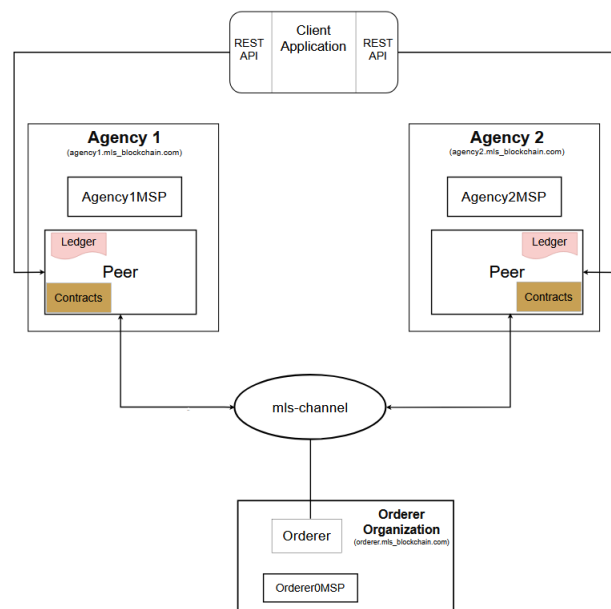 REST
API
Client
Application
REST
API
Agency 1
(agency1.mls_blockchain.com)
Agency1MSP
Ledger
Peer
Contracts
Agency 2
(agency2.mls_blockchain.com)
Agency2MSP
Ledger
Peer
Contracts
mls-channel
Orderer
Organization
(orderer.mls_blockchain.com)
Orderer
Orderer0MSP